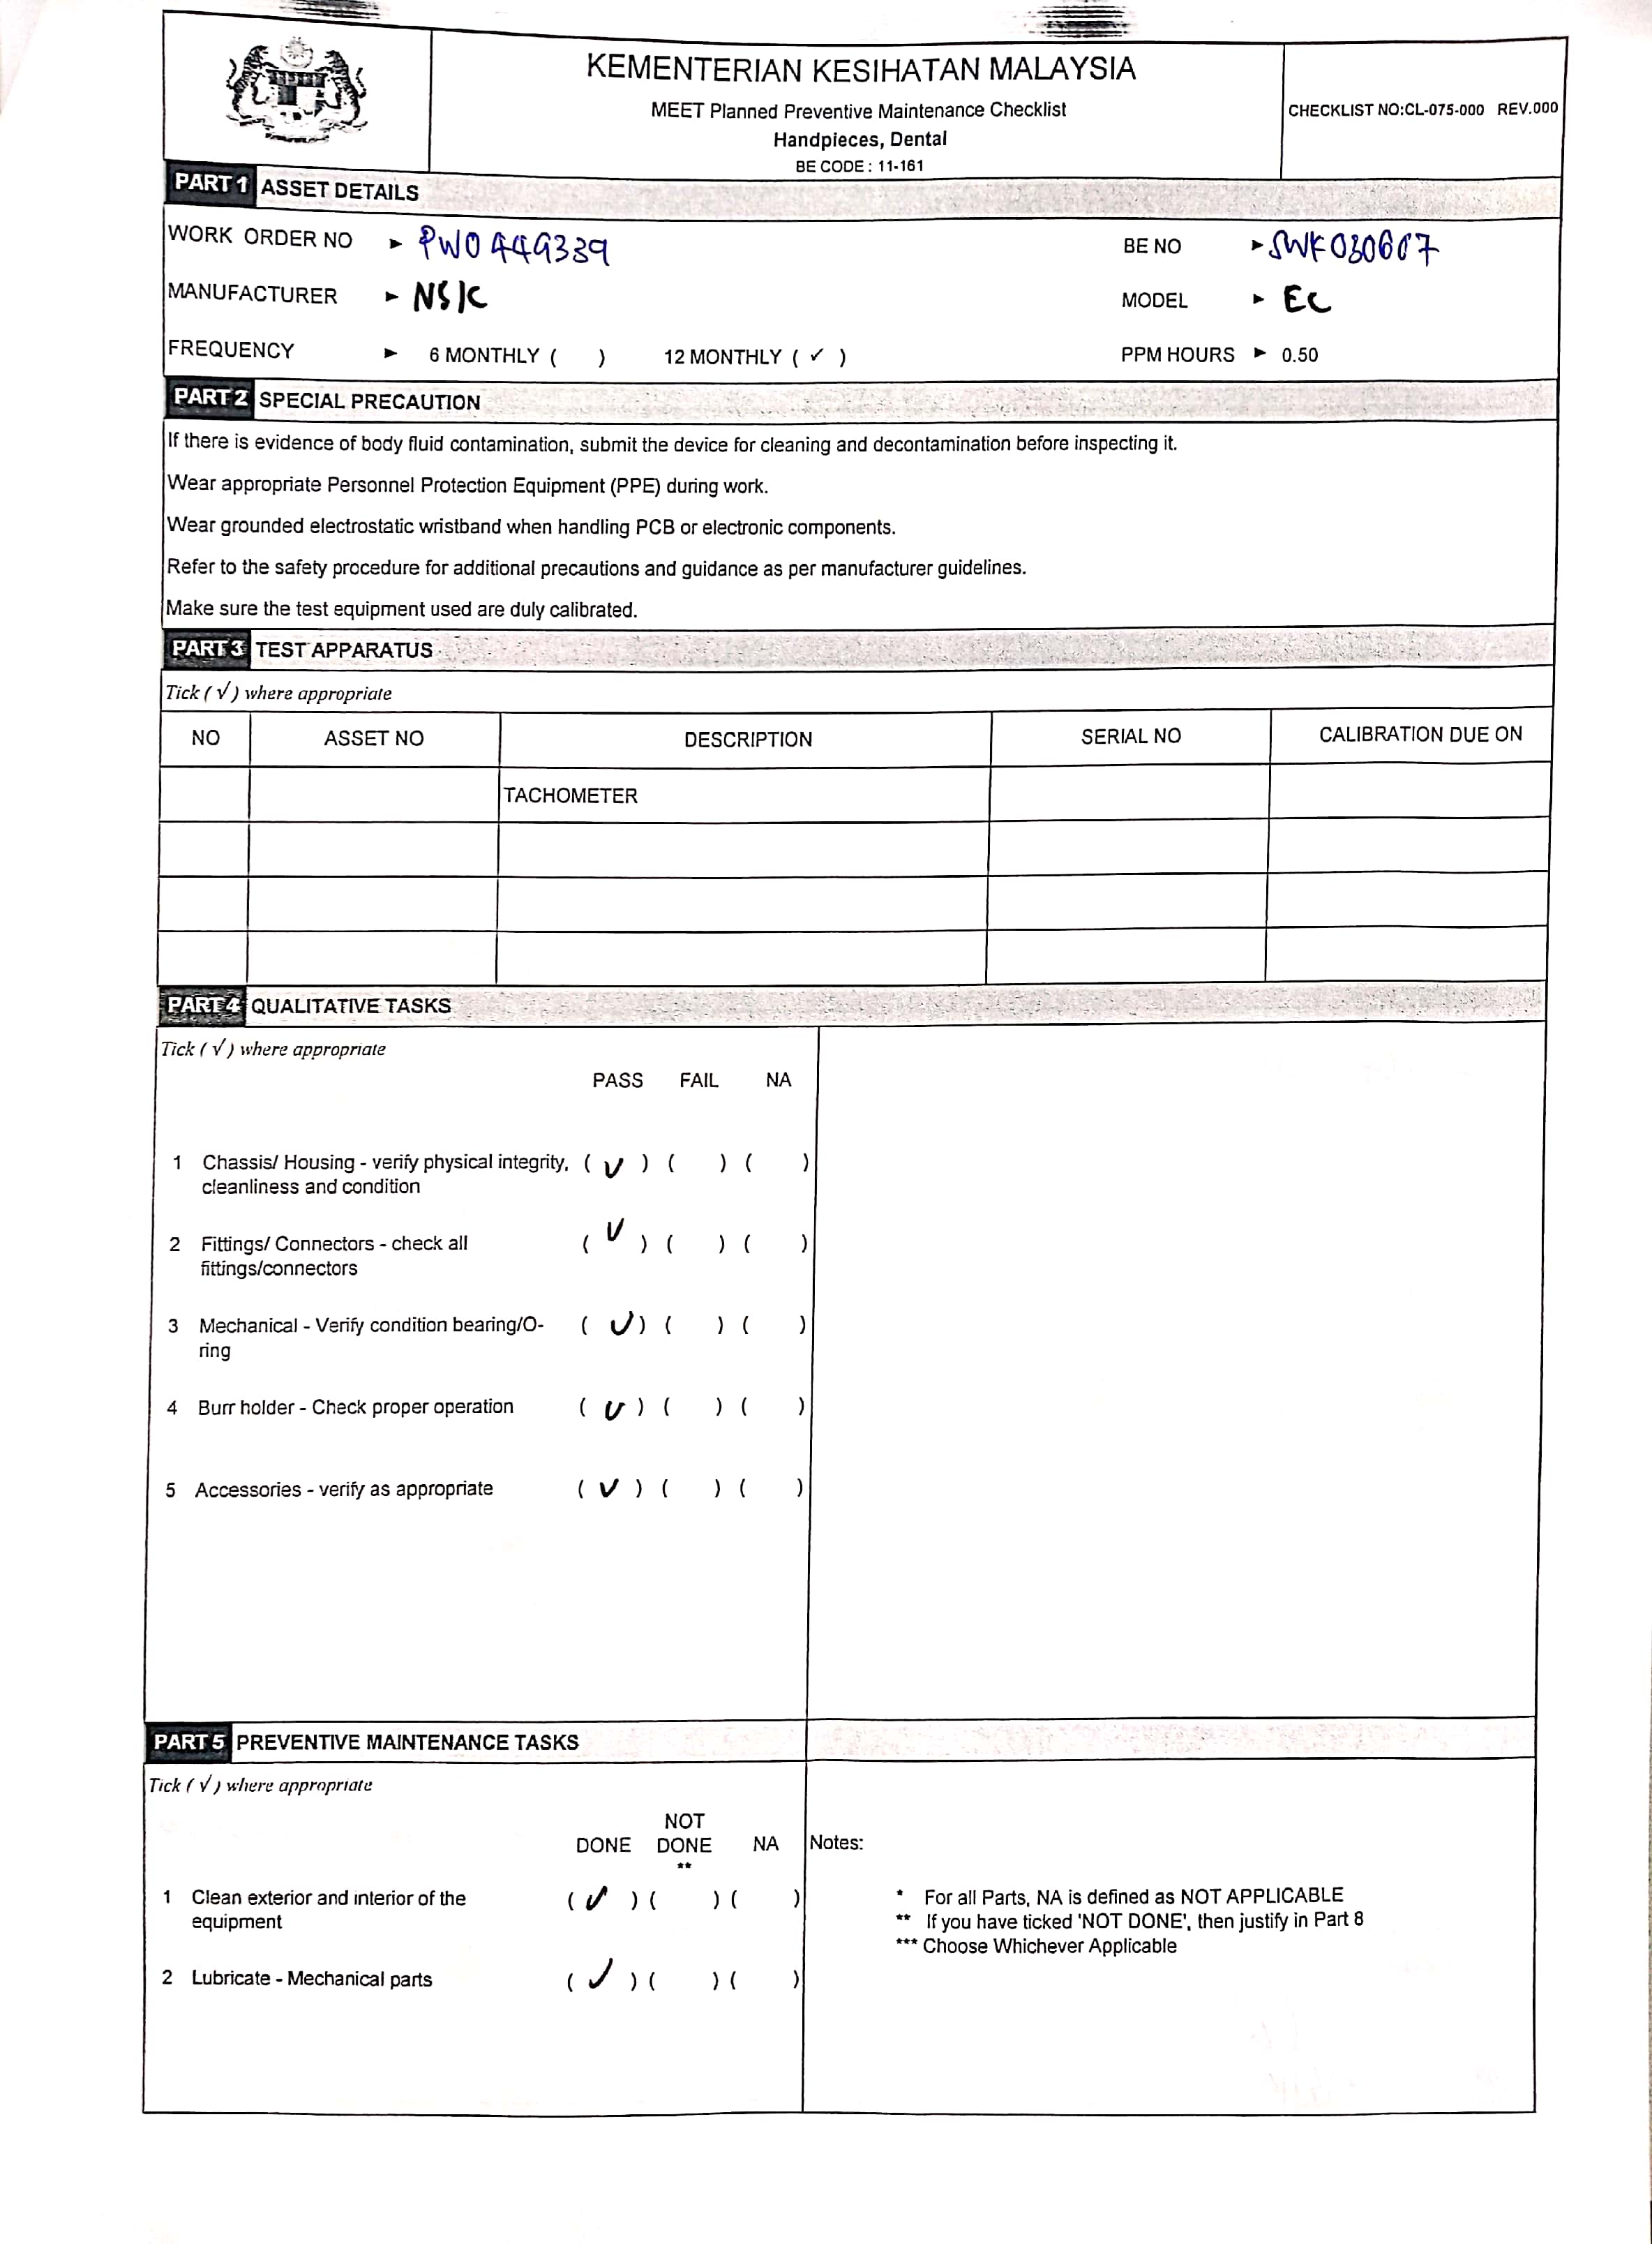 KEMENTERIAN KESIHATAN MALAYSIA
MEET Planned Preventive Maintenance Checklist
Handpieces, Dental
BE CODE : 11-161
CHECKLIST NO:CL-075-000 REV.000
PART 1 ASSET DETAILS
WORK ORDER NO ► PWO449339
BE NO ► SWK030667
MANUFACTURER ► NSK
MODEL ► EC
FREQUENCY ► 6 MONTHLY ( ) 12 MONTHLY ( ✓ )
PPM HOURS ► 0.50
PART 2 SPECIAL PRECAUTION
If there is evidence of body fluid contamination, submit the device for cleaning and decontamination before inspecting it.
Wear appropriate Personnel Protection Equipment (PPE) during work.
Wear grounded electrostatic wristband when handling PCB or electronic components.
Refer to the safety procedure for additional precautions and guidance as per manufacturer guidelines.
Make sure the test equipment used are duly calibrated.
PART 3 TEST APPARATUS
Tick ( √ ) where appropriate
NO ASSET NO DESCRIPTION SERIAL NO CALIBRATION DUE ON
TACHOMETER
PART 4 QUALITATIVE TASKS
Tick ( √ ) where appropriate
PASS FAIL NA
1 Chassis/ Housing - verify physical integrity, ( ✓ ) ( ) ( )
cleanliness and condition
2 Fittings/ Connectors - check all ( ✓ ) ( ) ( )
fittings/connectors
3 Mechanical - Verify condition bearing/O- ( ✓ ) ( ) ( )
ring
4 Burr holder - Check proper operation ( ✓ ) ( ) ( )
5 Accessories - verify as appropriate ( ✓ ) ( ) ( )
PART 5 PREVENTIVE MAINTENANCE TASKS
Tick ( √ ) where appropriate
NOT
DONE DONE NA
**
1 Clean exterior and interior of the ( ✓ ) ( ) ( )
equipment
2 Lubricate - Mechanical parts ( ✓ ) ( ) ( )
Notes:
* For all Parts, NA is defined as NOT APPLICABLE
** If you have ticked 'NOT DONE', then justify in Part 8
*** Choose Whichever Applicable